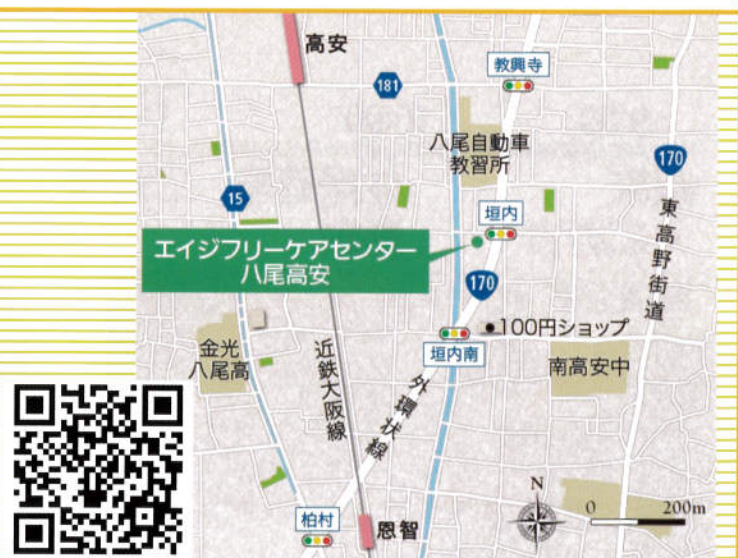 高安
教興寺
181
八尾自動車
教習所
170
15
垣内
東高野街道
エイジフリーケアセンター
八尾高安
170
100円ショップ
垣内南
金光
八尾高
近鉄大阪線
外環状線
南高安中
N
0 200m
柏村
恩智